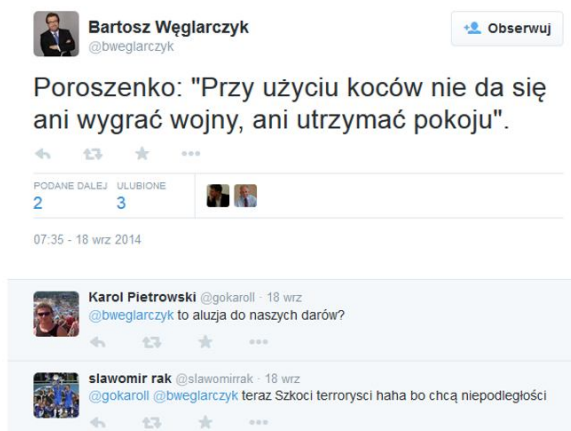 Bartosz Węglarczyk
@bweglarczyk
Obserwuj
Poroszenko: "Przy użyciu koców nie da się
ani wygrać wojny, ani utrzymać pokoju".
PODANE DALEJ ULUBIONE
2 3
07:35 - 18 wrz 2014
Karol Pietrowski @gokaroll · 18 wrz
@bweglarczyk to aluzja do naszych darów?
slawomir rak @slawomirrak · 18 wrz
@gokaroll @bweglarczyk teraz Szkoci terrorysci haha bo chcą niepodległości